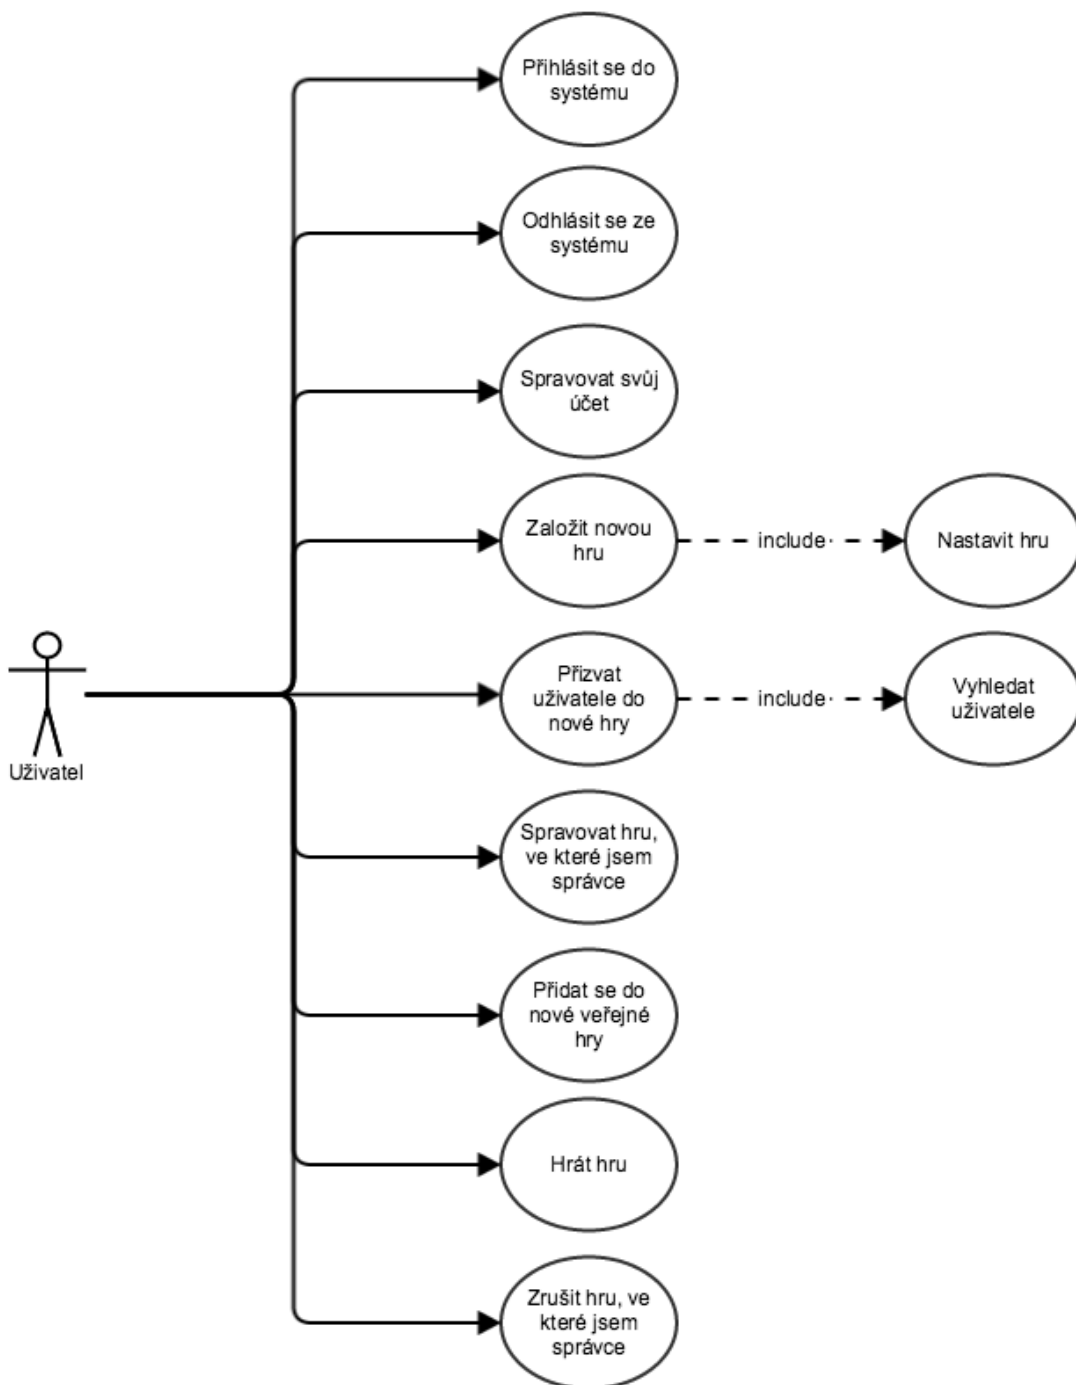 Přihlásit se do
systému
Odhlásit se ze
systému
Spravovat svůj
účet
Založit novou
hru
include
Nastavit hru
Přizvat
uživatele do
nové hry
include
Vyhledat
uživatele
Uživatel
Spravovat hru,
ve které jsem
správce
Přidat se do
nové veřejné
hry
Hrát hru
Zrušit hru, ve
které jsem
správce